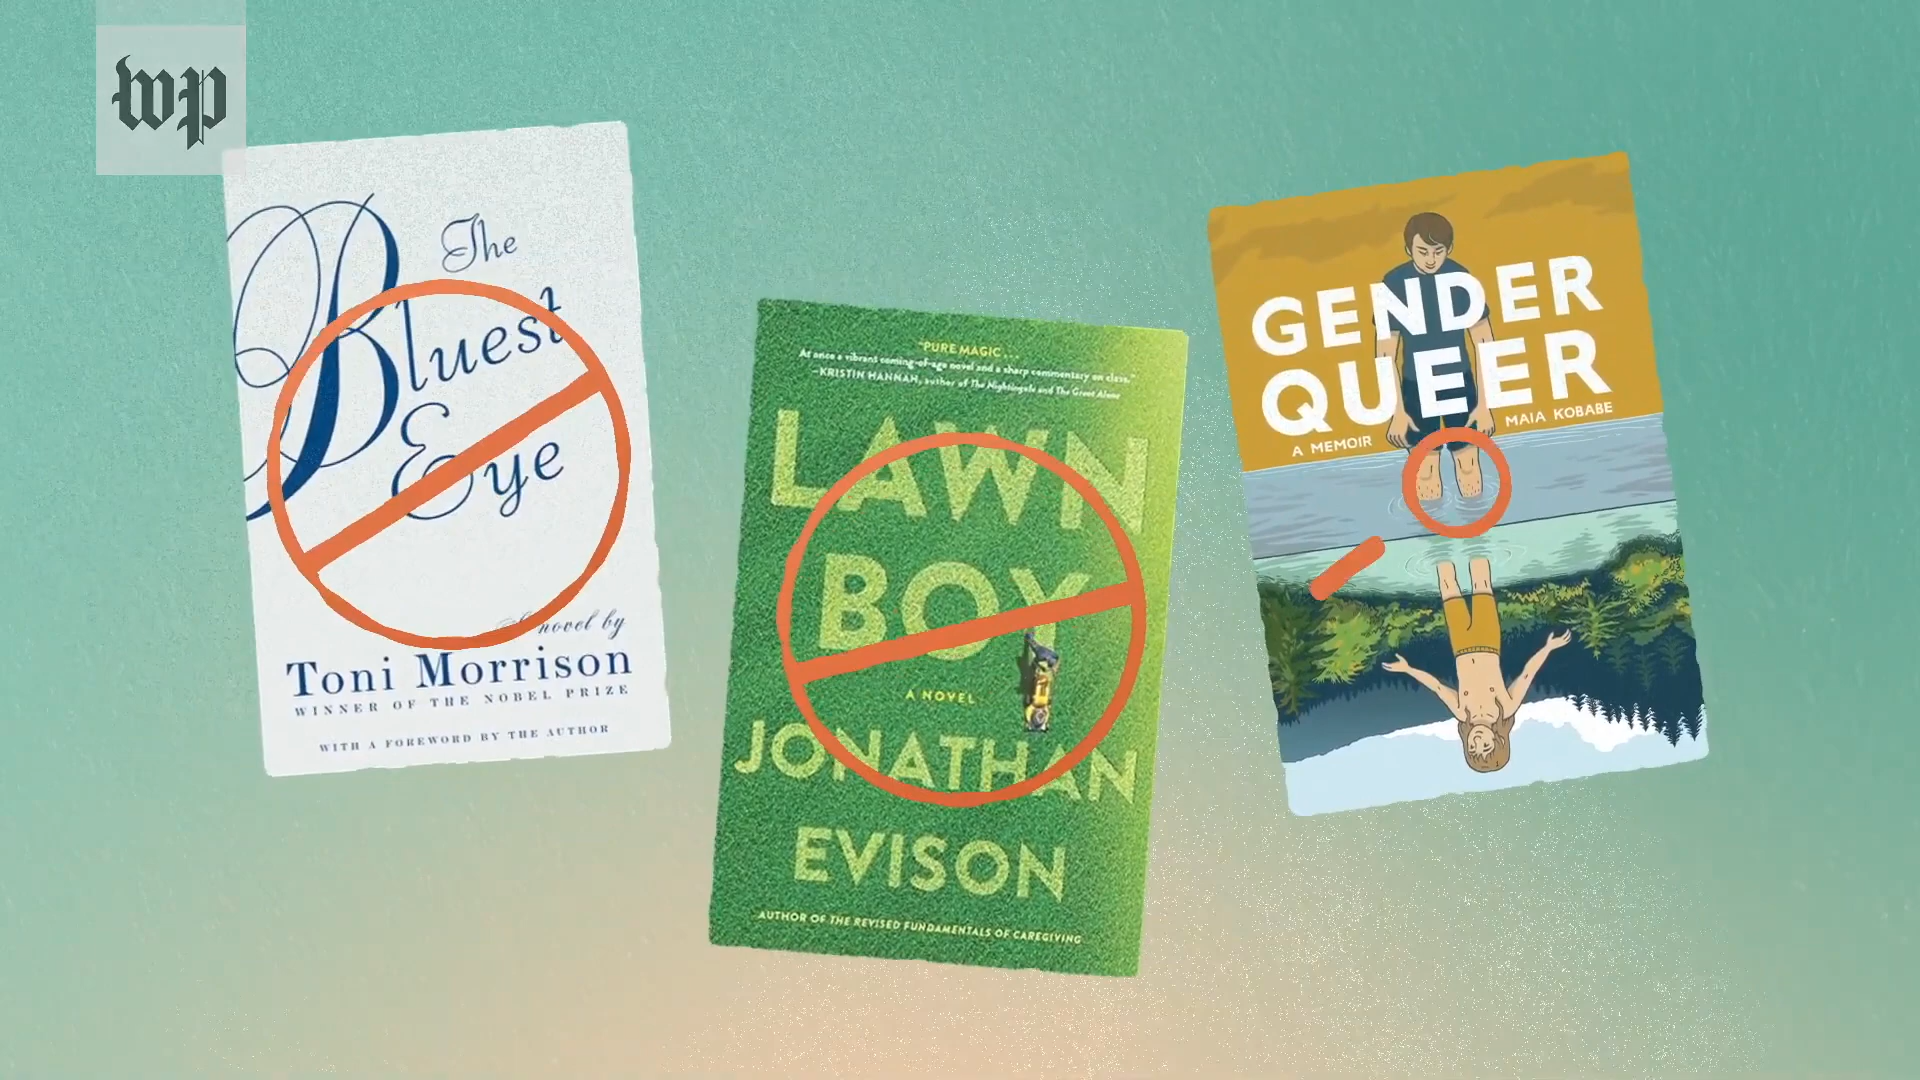 wp
The
Bluest
Eye
A novel by
Toni Morrison
WINNER OF THE NOBEL PRIZE
WITH A FOREWORD BY THE AUTHOR
"PURE MAGIC...
At once a vibrant coming-of-age novel and a sharp commentary on class."
—KRISTIN HANNAH, author of The Nightingale and The Great Alone
LAWN
BOY
A NOVEL
JONATHAN
EVISON
AUTHOR OF THE REVISED FUNDAMENTALS OF CAREGIVING
GENDER
QUEER
A MEMOIR
MAIA KOBABE